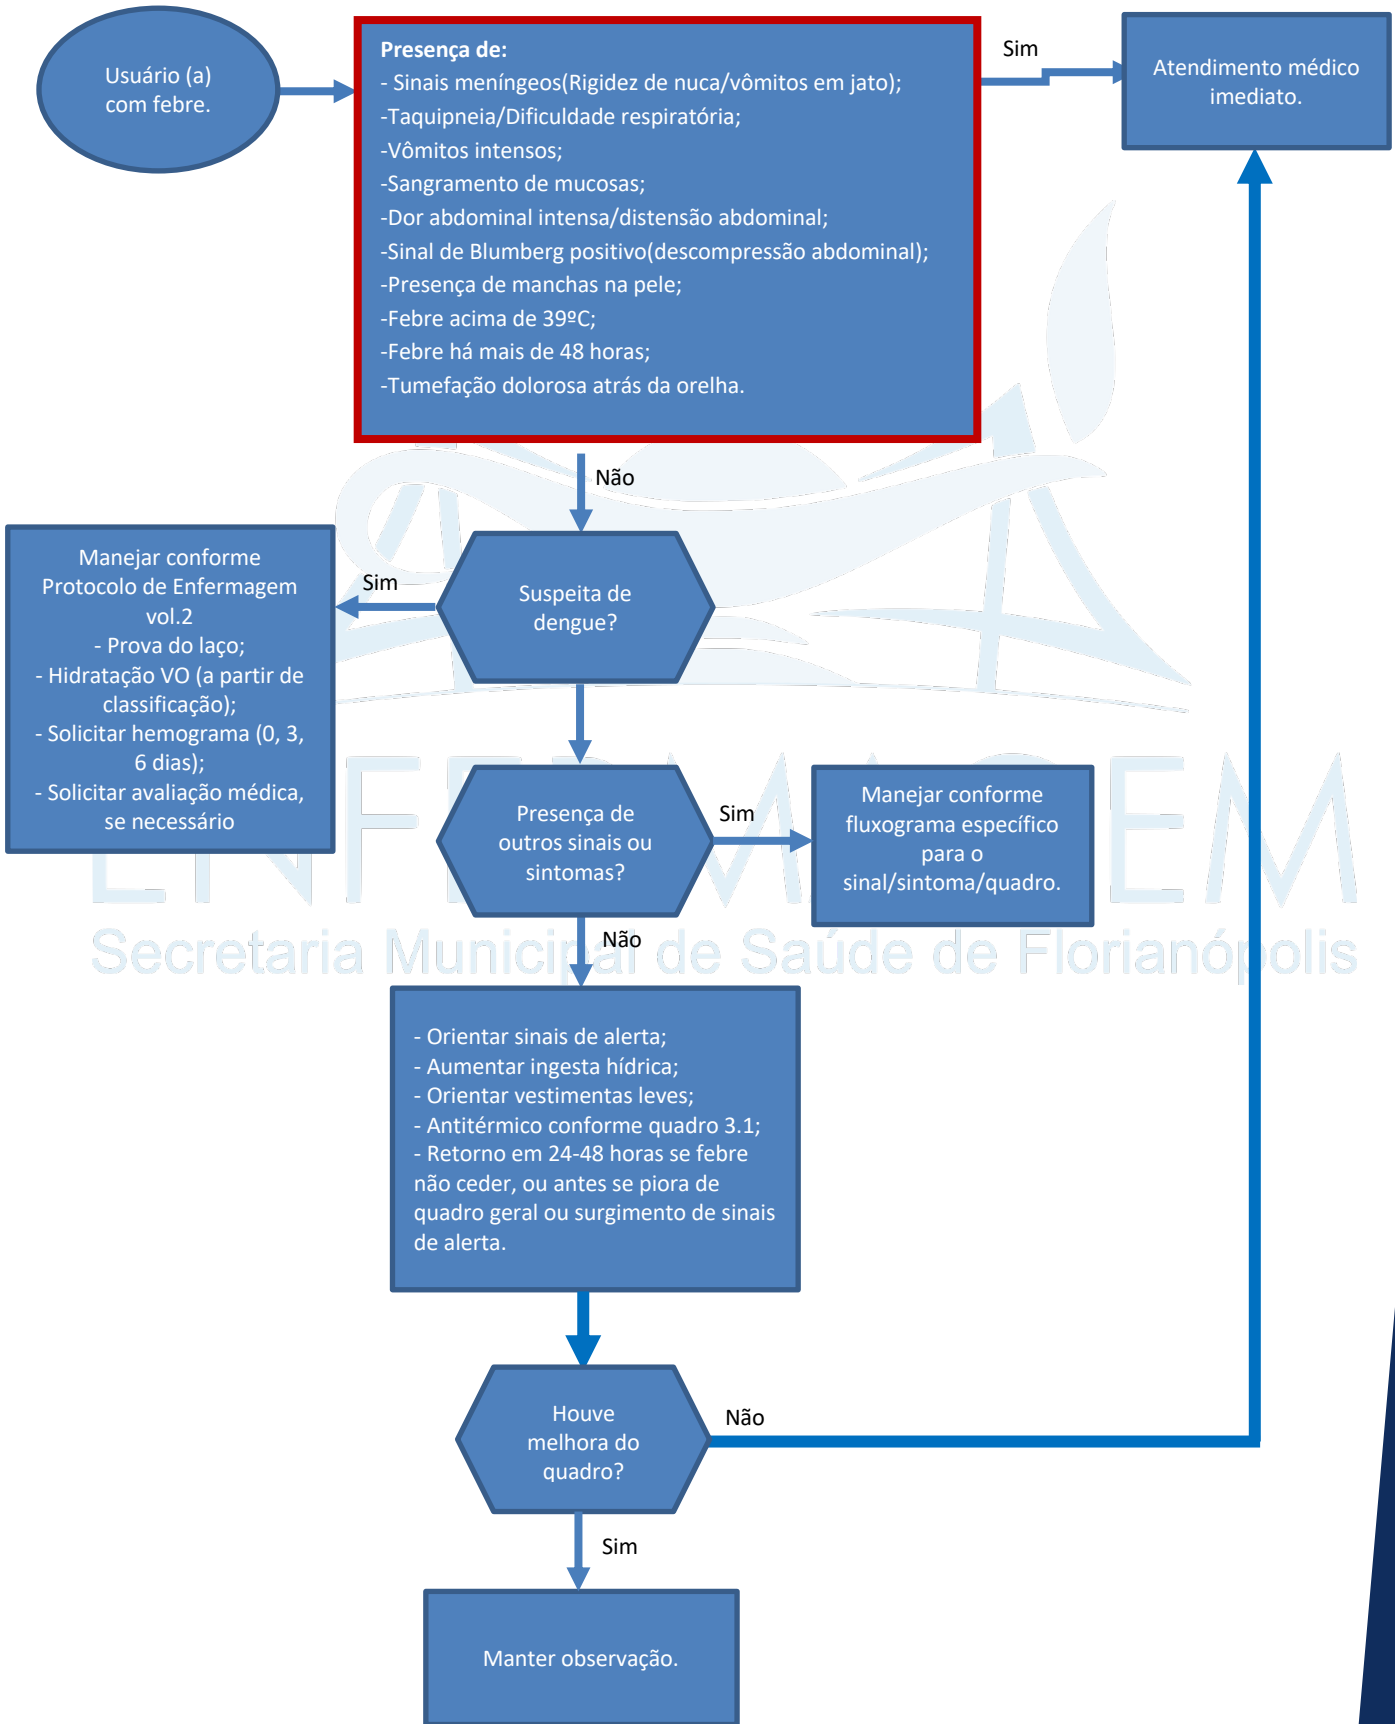 Usuário (a)
com febre.
Presença de:
- Sinais meníngeos(Rigidez de nuca/vômitos em jato);
-Taquipneia/Dificuldade respiratória;
-Vômitos intensos;
-Sangramento de mucosas;
-Dor abdominal intensa/distensão abdominal;
-Sinal de Blumberg positivo(descompressão abdominal);
-Presença de manchas na pele;
-Febre acima de 39ºC;
-Febre há mais de 48 horas;
-Tumefação dolorosa atrás da orelha.
Sim
Atendimento médico
imediato.
Não
Suspeita de
dengue?
Sim
Manejar conforme
Protocolo de Enfermagem
vol.2
- Prova do laço;
- Hidratação VO (a partir de
classificação);
- Solicitar hemograma (0, 3,
6 dias);
- Solicitar avaliação médica,
se necessário
Presença de
outros sinais ou
sintomas?
Sim
Manejar conforme
fluxograma específico
para o
sinal/sintoma/quadro.
ENFERMAGEM
Secretaria Municipal de Saúde de Florianópolis
Não
- Orientar sinais de alerta;
- Aumentar ingesta hídrica;
- Orientar vestimentas leves;
- Antitérmico conforme quadro 3.1;
- Retorno em 24-48 horas se febre
não ceder, ou antes se piora de
quadro geral ou surgimento de sinais
de alerta.
Houve
melhora do
quadro?
Não
Sim
Manter observação.